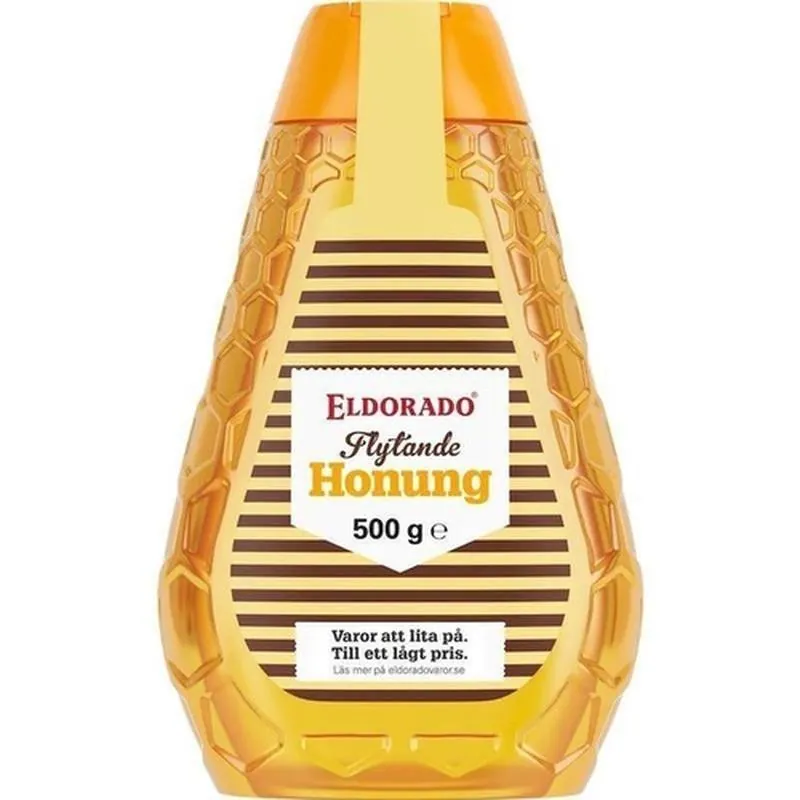 ELDORADO®
Flytande
Honung
500 g ℮
Varor att lita på.
Till ett lågt pris.
Läs mer på eldoradovaror.se